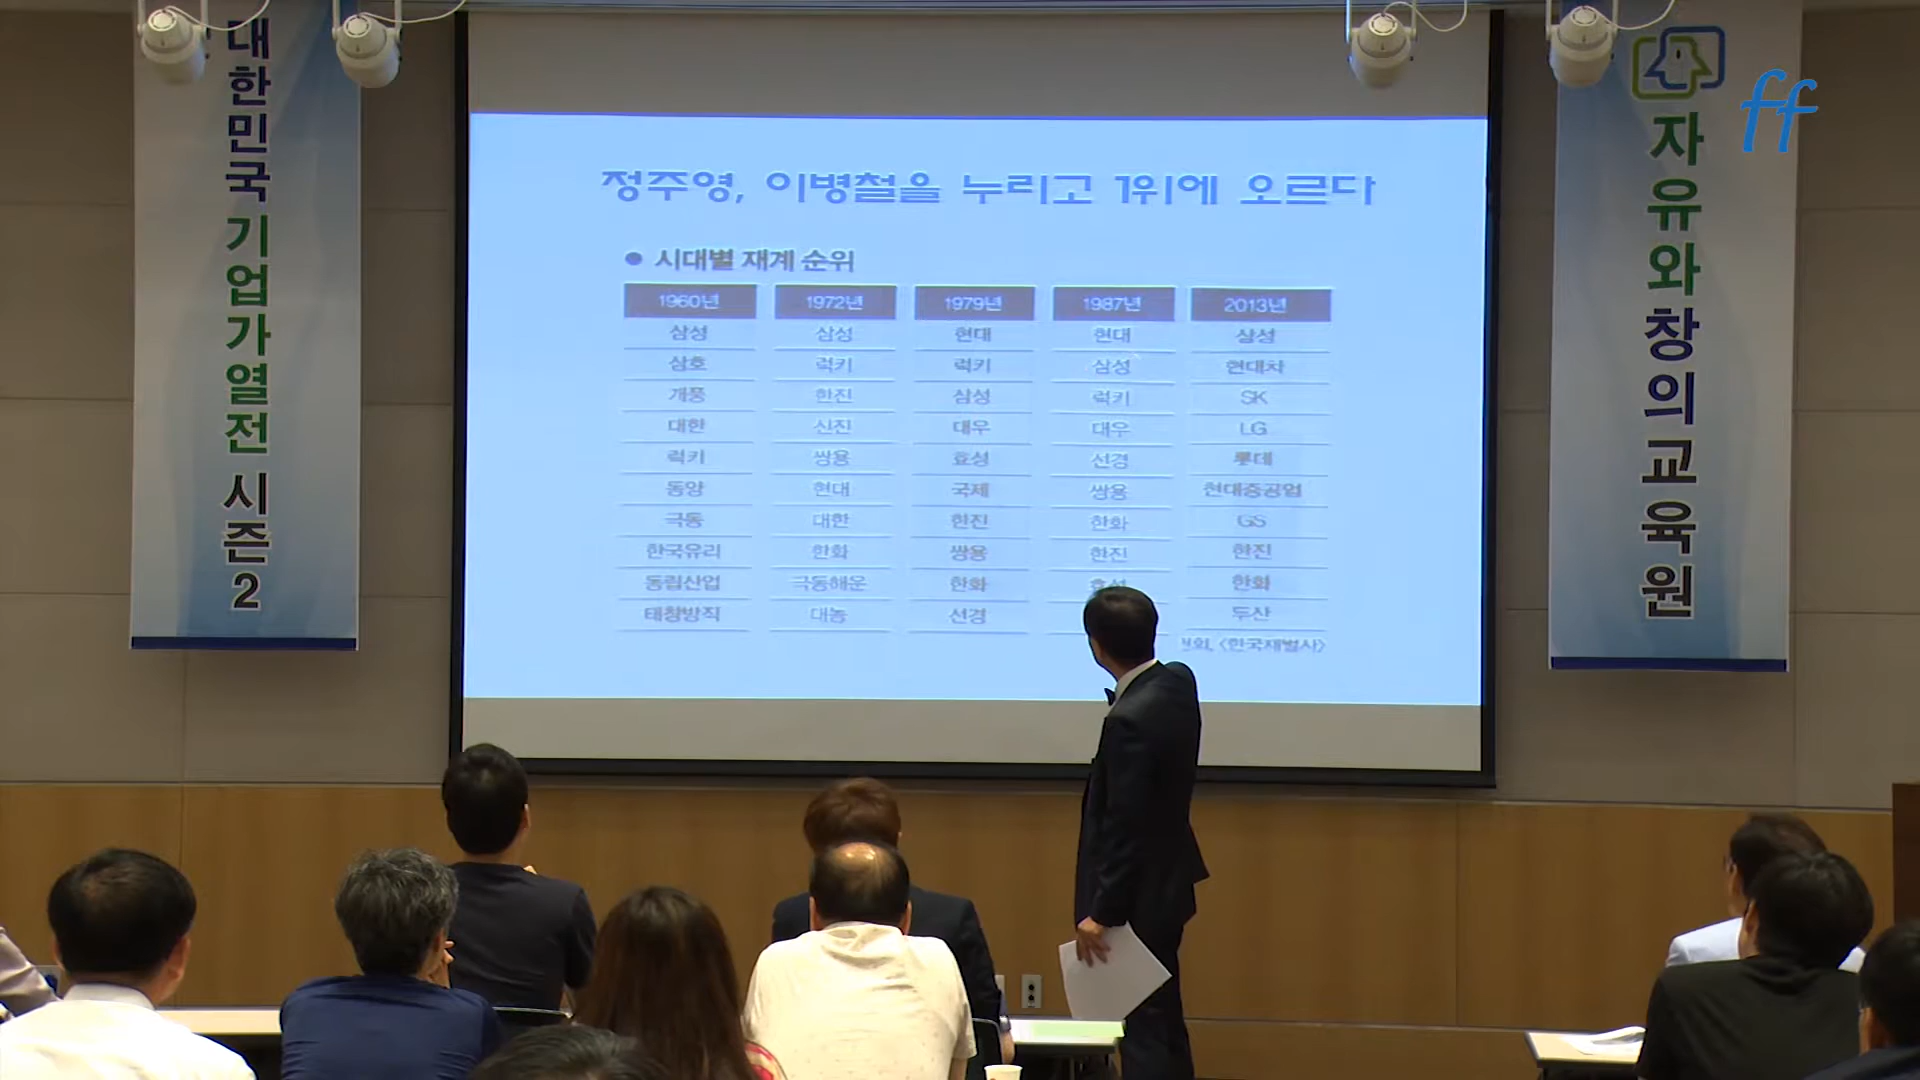 대한민국 기업가열전 시즌2
정주영, 이병철을 누리고 1위에 오르다
● 시대별 재계 순위
1960년 1972년 1979년 1987년 2013년
삼성 삼성 현대 현대 삼성
삼호 럭키 럭키 삼성 현대차
개풍 한진 삼성 럭키 SK
대한 신진 대우 대우 LG
럭키 쌍용 효성 선경 롯데
동양 현대 국제 쌍용 현대중공업
극동 대한 한진 한화 GS
한국유리 한화 쌍용 한진 한진
동립산업 극동해운 한화 효성 한화
태창방직 대농 선경 두산
회, <한국재벌사>
자유와창의교육원
ff